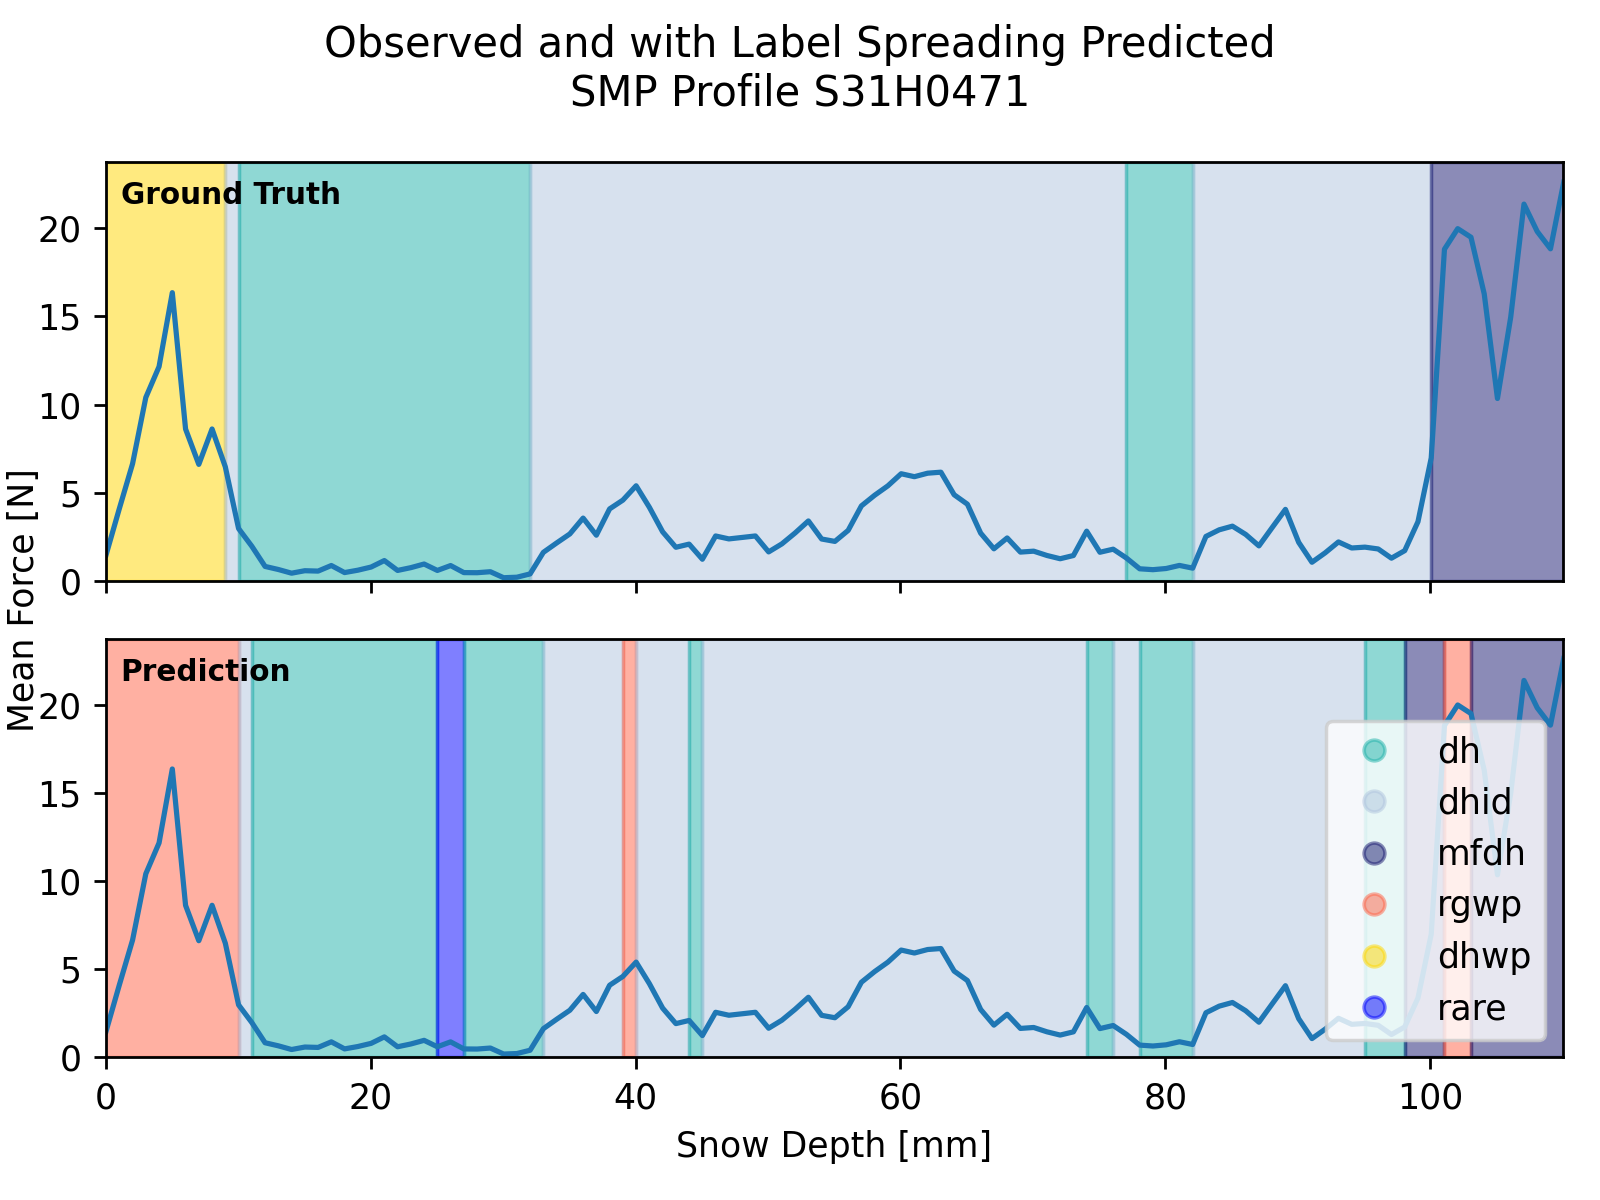 Observed and with Label Spreading Predicted
SMP Profile S31H0471
Mean Force [N]
Ground Truth
20
15
10
5
0
Prediction
20
15
10
5
0
dh
dhid
mfdh
rgwp
dhwp
rare
0 20 40 60 80 100
Snow Depth [mm]